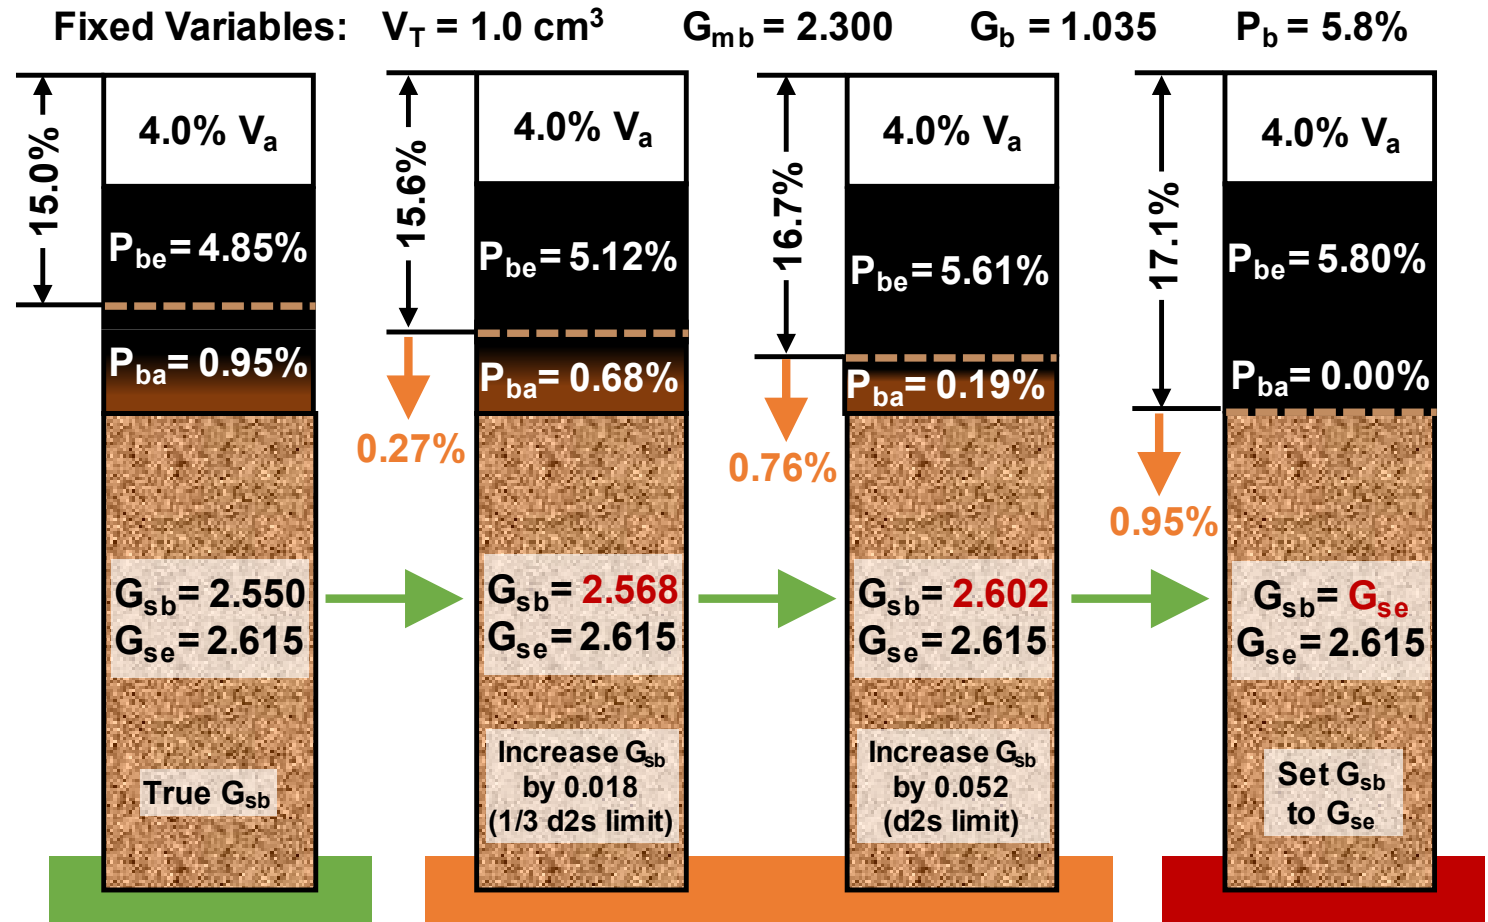 Fixed Variables: V_T = 1.0 cm³ G_mb = 2.300 G_b = 1.035 P_b = 5.8%
15.0%
4.0% V_a
P_be = 4.85%
P_ba = 0.95%
G_sb = 2.550
G_se = 2.615
True G_sb
15.6%
4.0% V_a
P_be = 5.12%
P_ba = 0.68%
0.27%
G_sb = 2.568
G_se = 2.615
Increase G_sb
by 0.018
(1/3 d2s limit)
16.7%
4.0% V_a
P_be = 5.61%
P_ba = 0.19%
0.76%
G_sb = 2.602
G_se = 2.615
Increase G_sb
by 0.052
(d2s limit)
17.1%
4.0% V_a
P_be = 5.80%
P_ba = 0.00%
0.95%
G_sb = G_se
G_se = 2.615
Set G_sb
to G_se